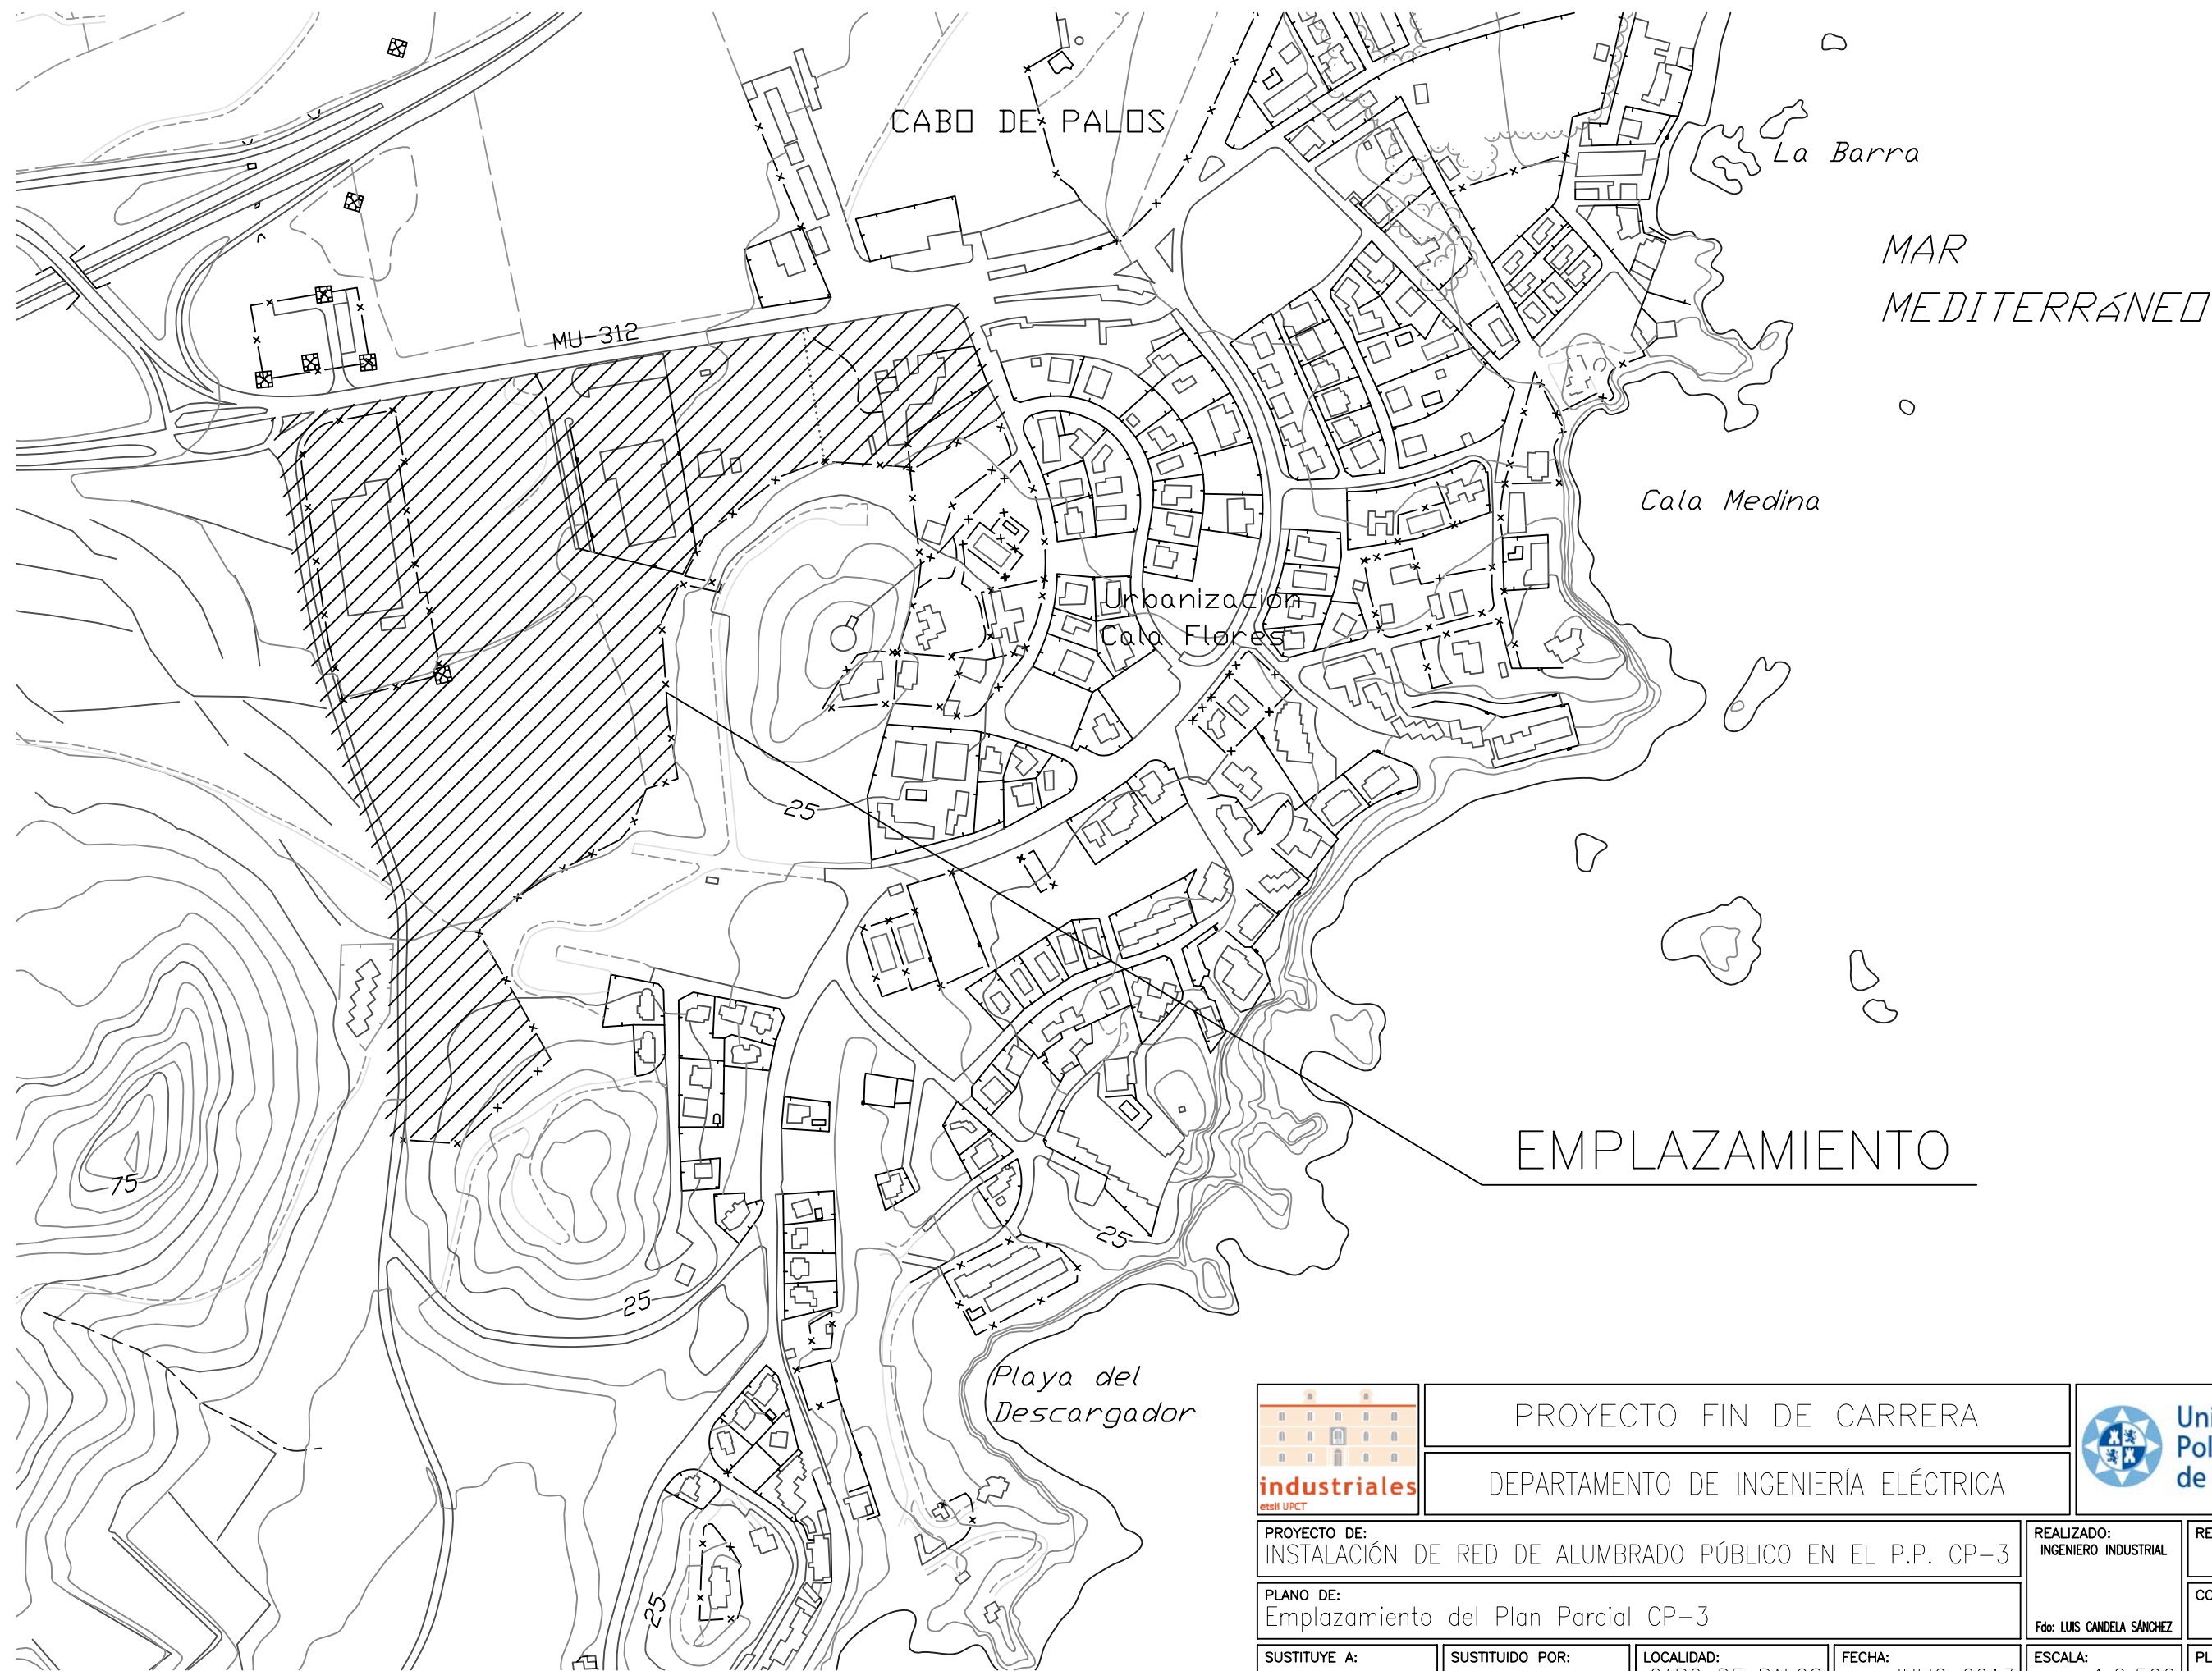 CABO DE PALOS
La Barra
MAR
MEDITERRáNEO
MU-312
Cala Medina
Urbanización
Cala Flores
25
75
EMPLAZAMIENTO
25
25
Playa del
Descargador
25
industriales
etsii UPCT
PROYECTO FIN DE CARRERA
DEPARTAMENTO DE INGENIERÍA ELÉCTRICA
PROYECTO DE:
INSTALACIÓN DE RED DE ALUMBRADO PÚBLICO EN EL P.P. CP-3
REALIZADO:
INGENIERO INDUSTRIAL
PLANO DE:
Emplazamiento del Plan Parcial CP-3
Fdo: LUIS CANDELA SÁNCHEZ
SUSTITUYE A:
SUSTITUIDO POR:
LOCALIDAD:
CABO DE PALOS
FECHA:
ESCALA: